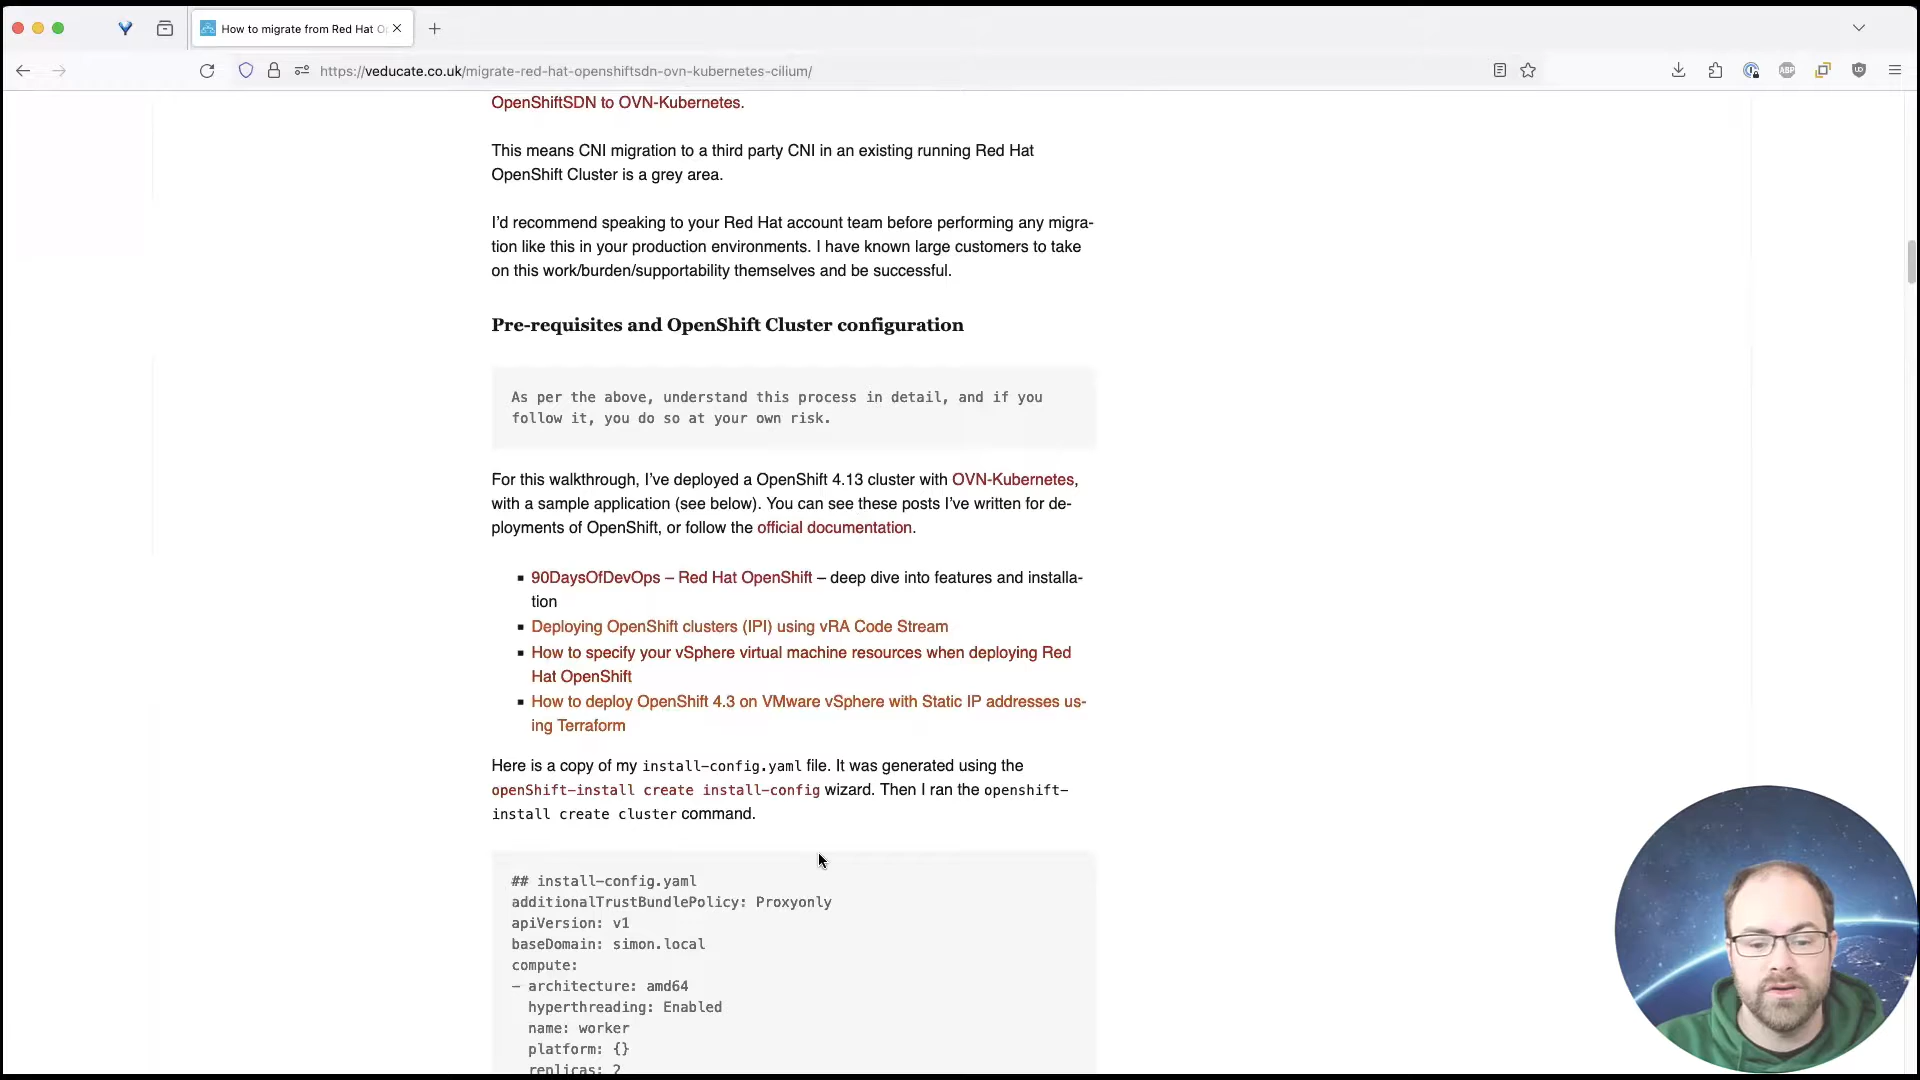 How to migrate from Red Hat O
https://veducate.co.uk/migrate-red-hat-openshiftsdn-ovn-kubernetes-cilium/
ABP
OpenShiftSDN to OVN-Kubernetes.
This means CNI migration to a third party CNI in an existing running Red Hat
OpenShift Cluster is a grey area.
I'd recommend speaking to your Red Hat account team before performing any migra-
tion like this in your production environments. I have known large customers to take
on this work/burden/supportability themselves and be successful.
Pre-requisites and OpenShift Cluster configuration
As per the above, understand this process in detail, and if you
follow it, you do so at your own risk.
For this walkthrough, I've deployed a OpenShift 4.13 cluster with OVN-Kubernetes,
with a sample application (see below). You can see these posts I've written for de-
ployments of OpenShift, or follow the official documentation.
▪ 90DaysOfDevOps – Red Hat OpenShift – deep dive into features and installa-
tion
▪ Deploying OpenShift clusters (IPI) using vRA Code Stream
▪ How to specify your vSphere virtual machine resources when deploying Red
Hat OpenShift
▪ How to deploy OpenShift 4.3 on VMware vSphere with Static IP addresses us-
ing Terraform
Here is a copy of my install-config.yaml file. It was generated using the
openShift-install create install-config wizard. Then I ran the openshift-
install create cluster command.
## install-config.yaml
additionalTrustBundlePolicy: Proxyonly
apiVersion: v1
baseDomain: simon.local
compute:
– architecture: amd64
hyperthreading: Enabled
name: worker
platform: {}
replicas: 2